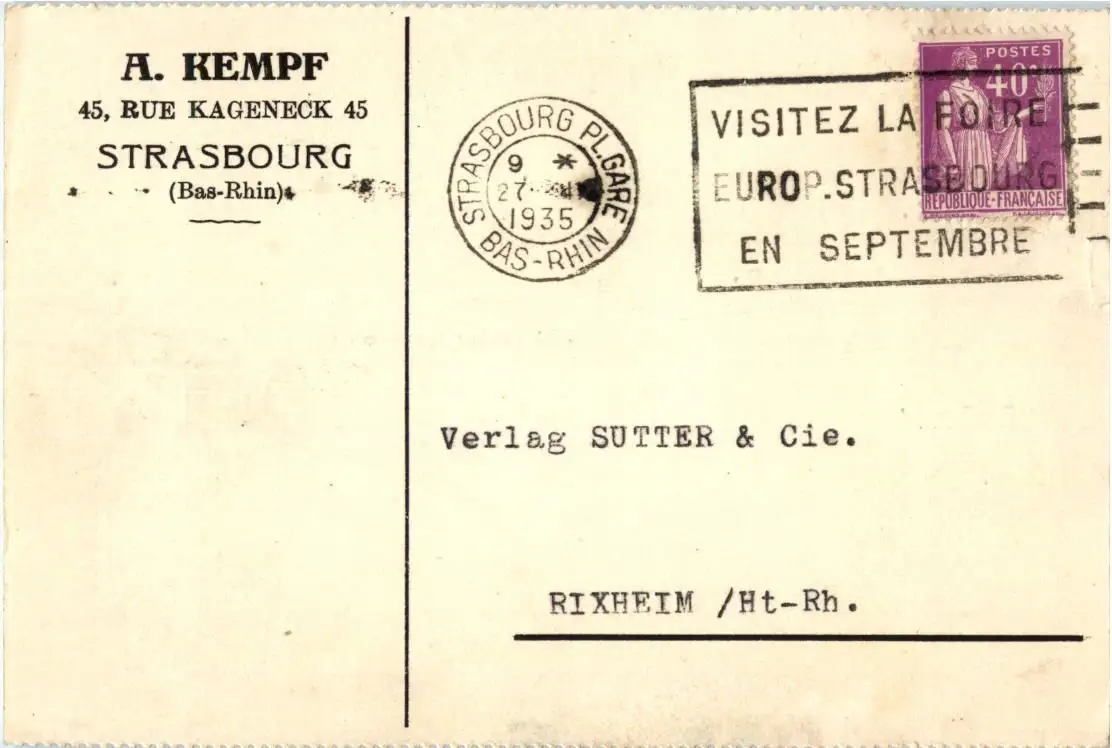 A. KEMPF
45, RUE KAGENECK 45
STRASBOURG
(Bas-Rhin)
STRASBOURG PL. GARE
9 *
27
1935
BAS-RHIN
VISITEZ LA FOIRE
EUROP. STRASBOURG
EN SEPTEMBRE
POSTES
40c
REPUBLIQUE-FRANÇAISE
Verlag SUTTER & Cie.
RIXHEIM /Ht-Rh.